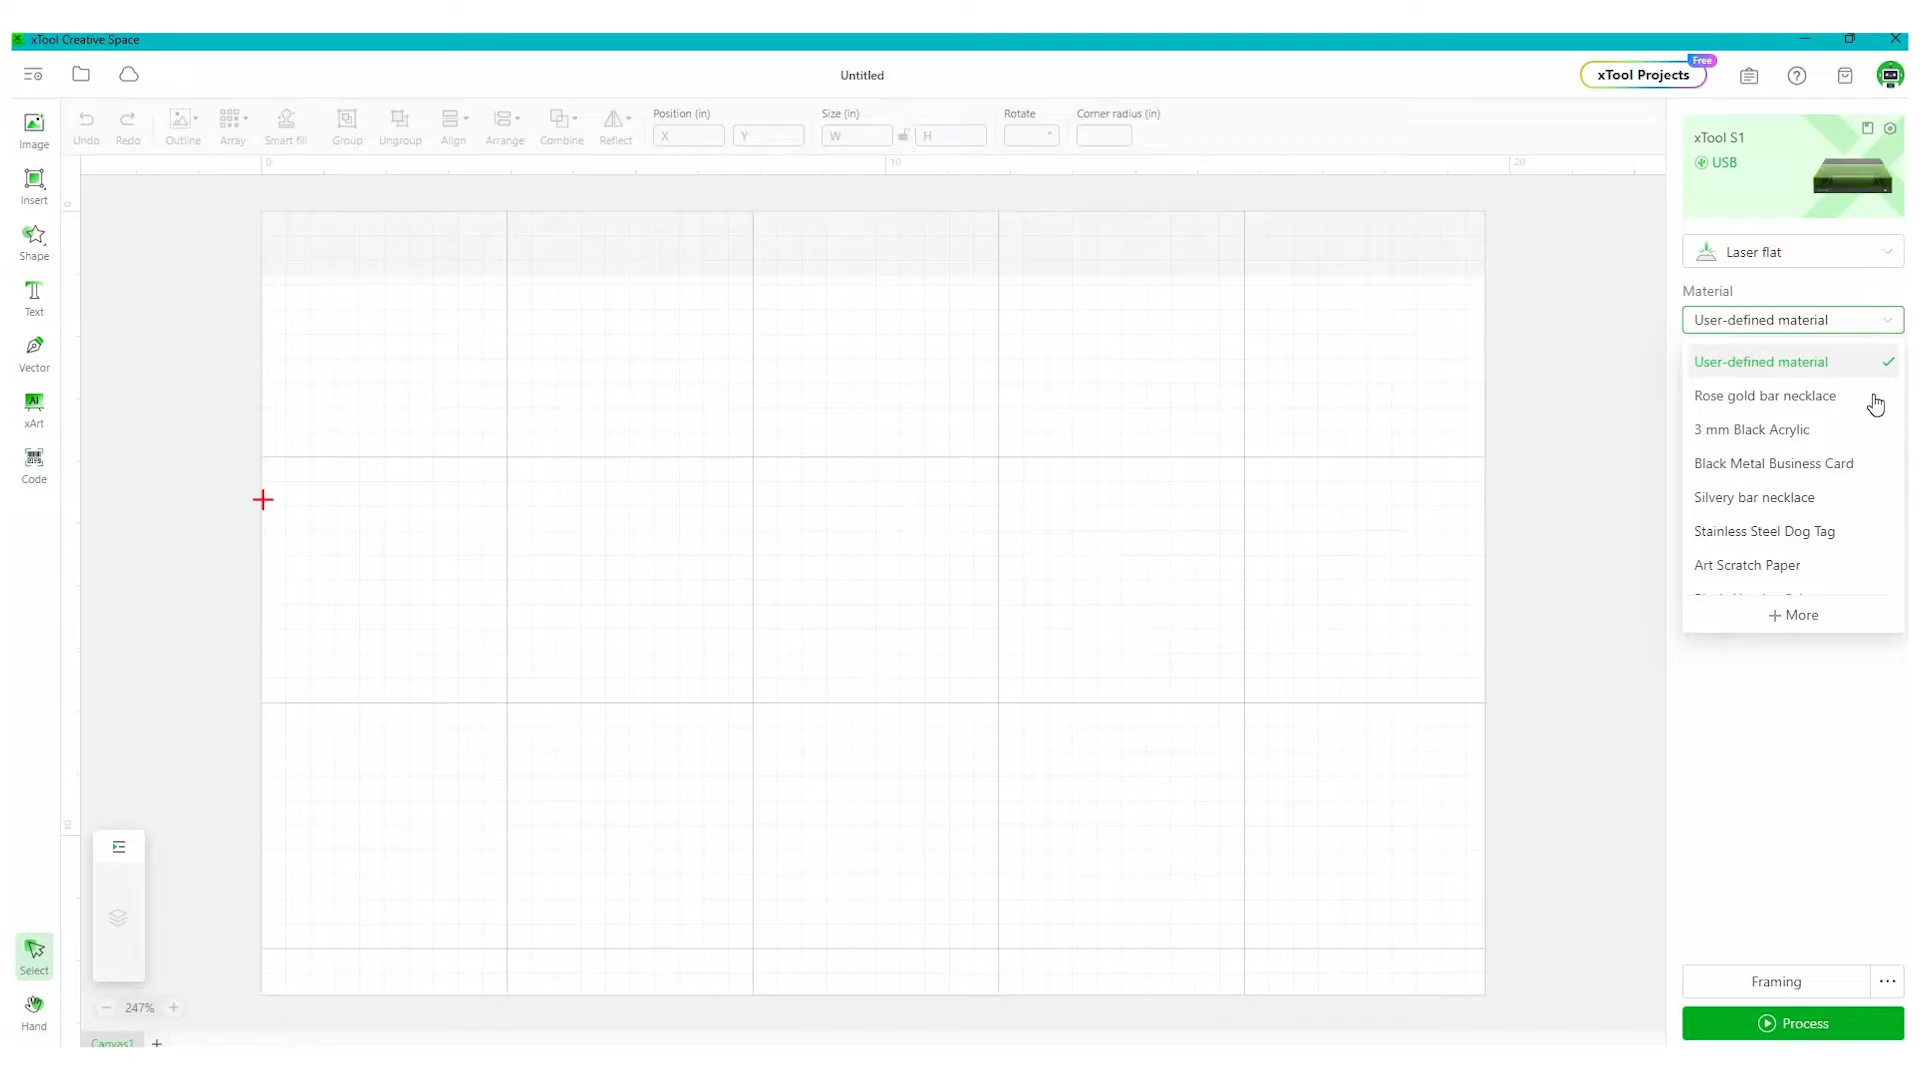 xTool Creative Space
Untitled
xTool Projects
Free
Image
Insert
Shape
Text
Vector
AI
xArt
Code
Select
Hand
Undo
Redo
Outline
Array
Smart fill
Group
Ungroup
Align
Arrange
Combine
Reflect
Position (in)
X
Y
Size (in)
W
H
Rotate
°
Corner radius (in)
0
10
20
0
10
247%
Canvas1
xTool S1
USB
Laser flat
Material
User-defined material
User-defined material
Rose gold bar necklace
3 mm Black Acrylic
Black Metal Business Card
Silvery bar necklace
Stainless Steel Dog Tag
Art Scratch Paper
+ More
Framing
Process